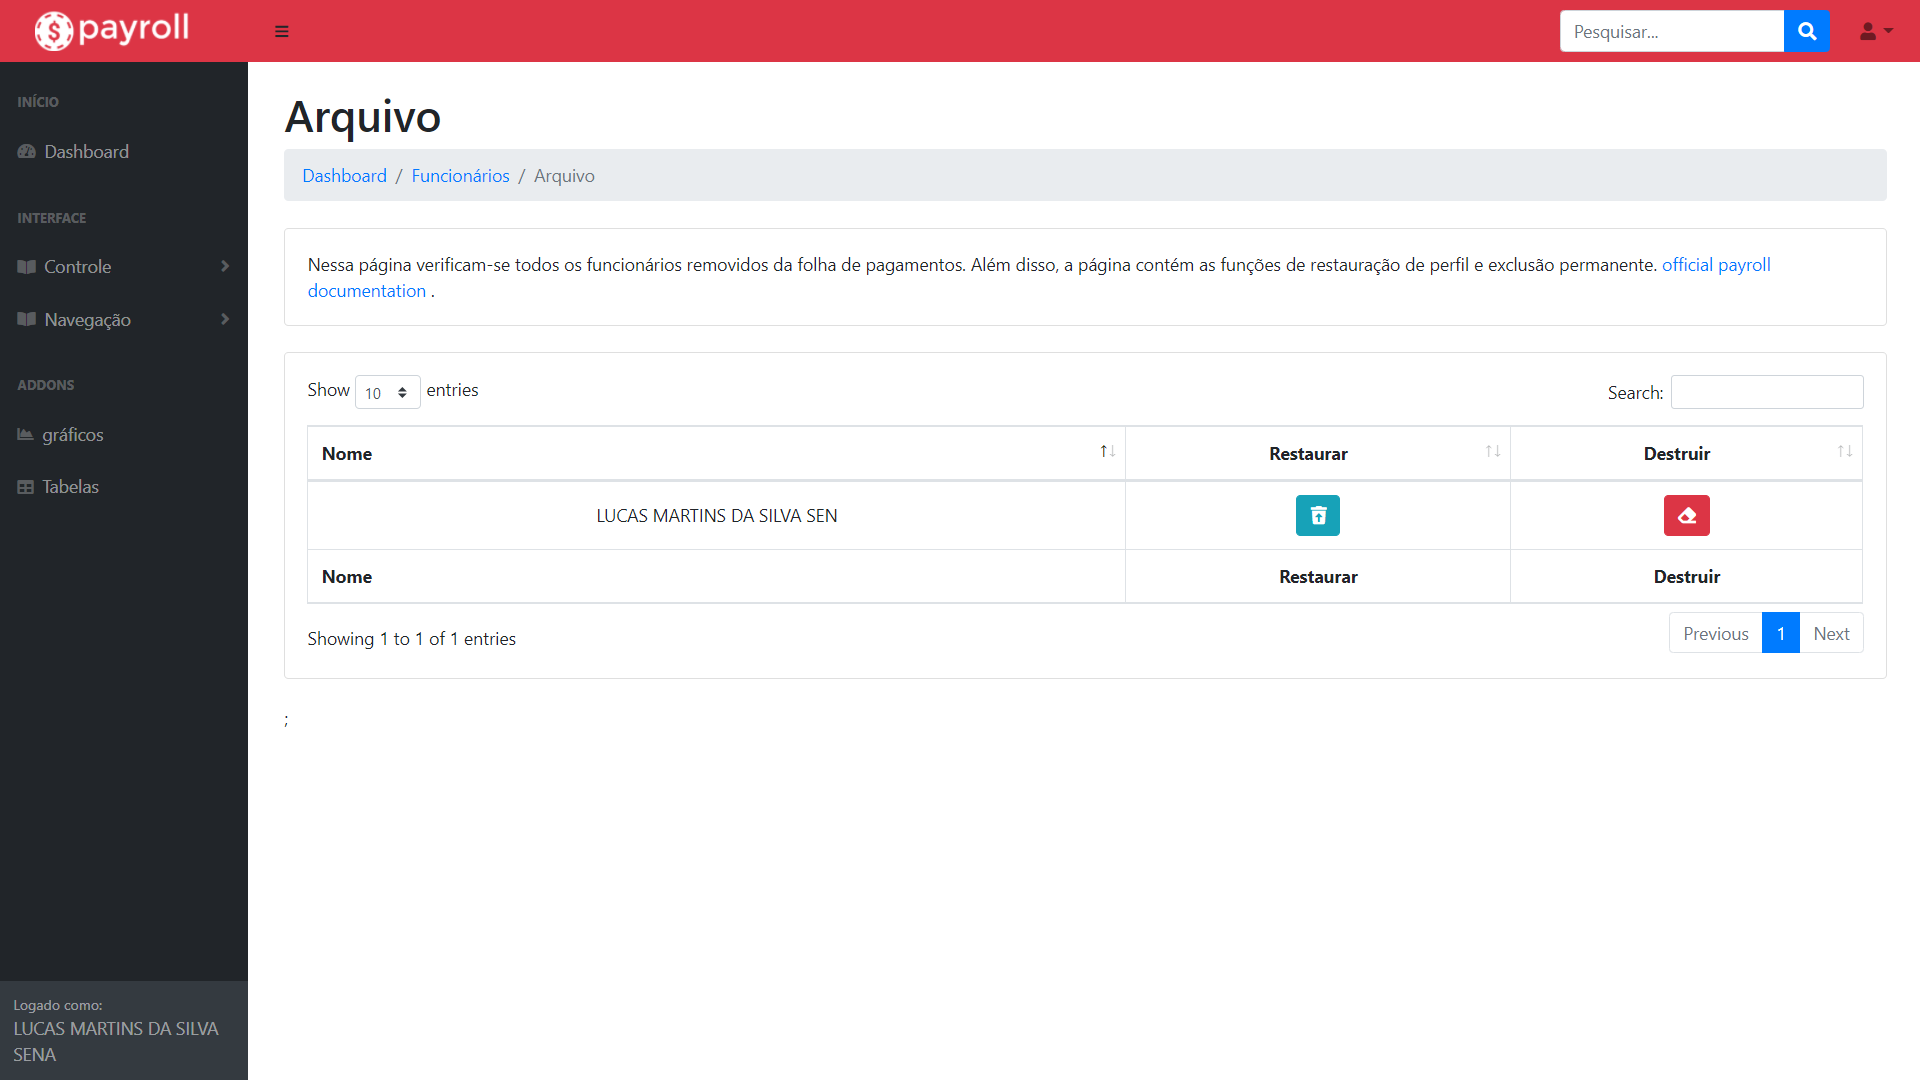 payroll
Pesquisar...
INÍCIO
Dashboard
INTERFACE
Controle
Navegação
ADDONS
gráficos
Tabelas
Logado como:
LUCAS MARTINS DA SILVA
SENA
Arquivo
Dashboard / Funcionários / Arquivo
Nessa página verificam-se todos os funcionários removidos da folha de pagamentos. Além disso, a página contém as funções de restauração de perfil e exclusão permanente. official payroll
documentation .
Show 10 entries
Search:
Nome Restaurar Destruir
LUCAS MARTINS DA SILVA SEN
Nome Restaurar Destruir
Showing 1 to 1 of 1 entries
Previous 1 Next
;